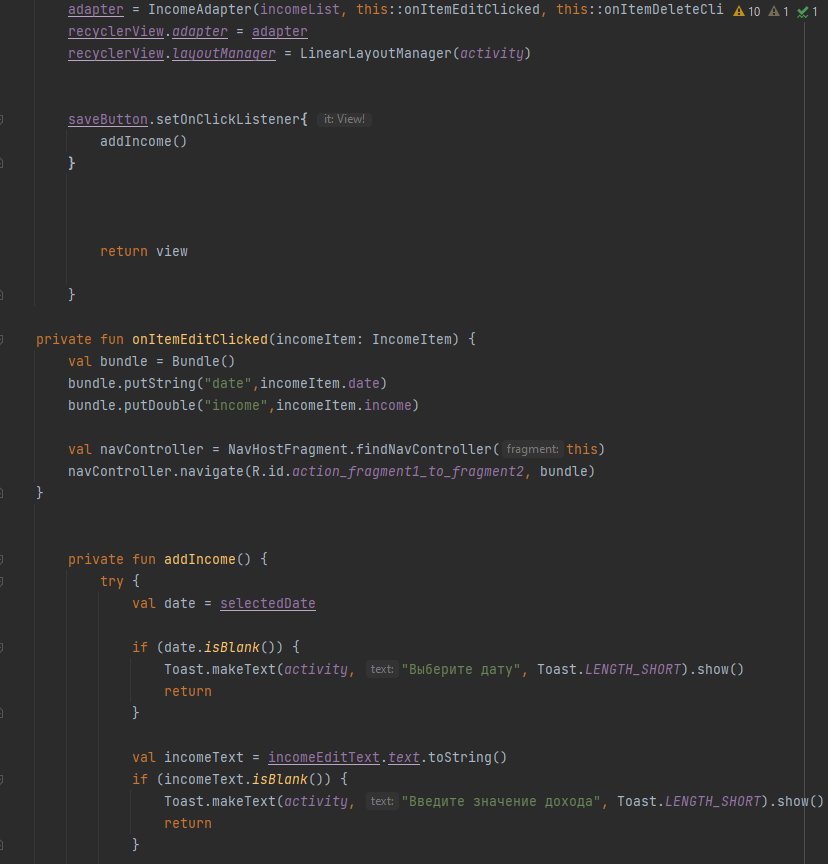 adapter = IncomeAdapter(incomeList, this::onItemEditClicked, this::onItemDeleteCli 10 1 1
recyclerView.adapter = adapter
recyclerView.layoutManager = LinearLayoutManager(activity)
saveButton.setOnClickListener{ it: View!
addIncome()
}
return view
}
private fun onItemEditClicked(incomeItem: IncomeItem) {
val bundle = Bundle()
bundle.putString("date",incomeItem.date)
bundle.putDouble("income",incomeItem.income)
val navController = NavHostFragment.findNavController( fragment: this)
navController.navigate(R.id.action_fragment1_to_fragment2, bundle)
}
private fun addIncome() {
try {
val date = selectedDate
if (date.isBlank()) {
Toast.makeText(activity, text: "Выберите дату", Toast.LENGTH_SHORT).show()
return
}
val incomeText = incomeEditText.text.toString()
if (incomeText.isBlank()) {
Toast.makeText(activity, text: "Введите значение дохода", Toast.LENGTH_SHORT).show()
return
}